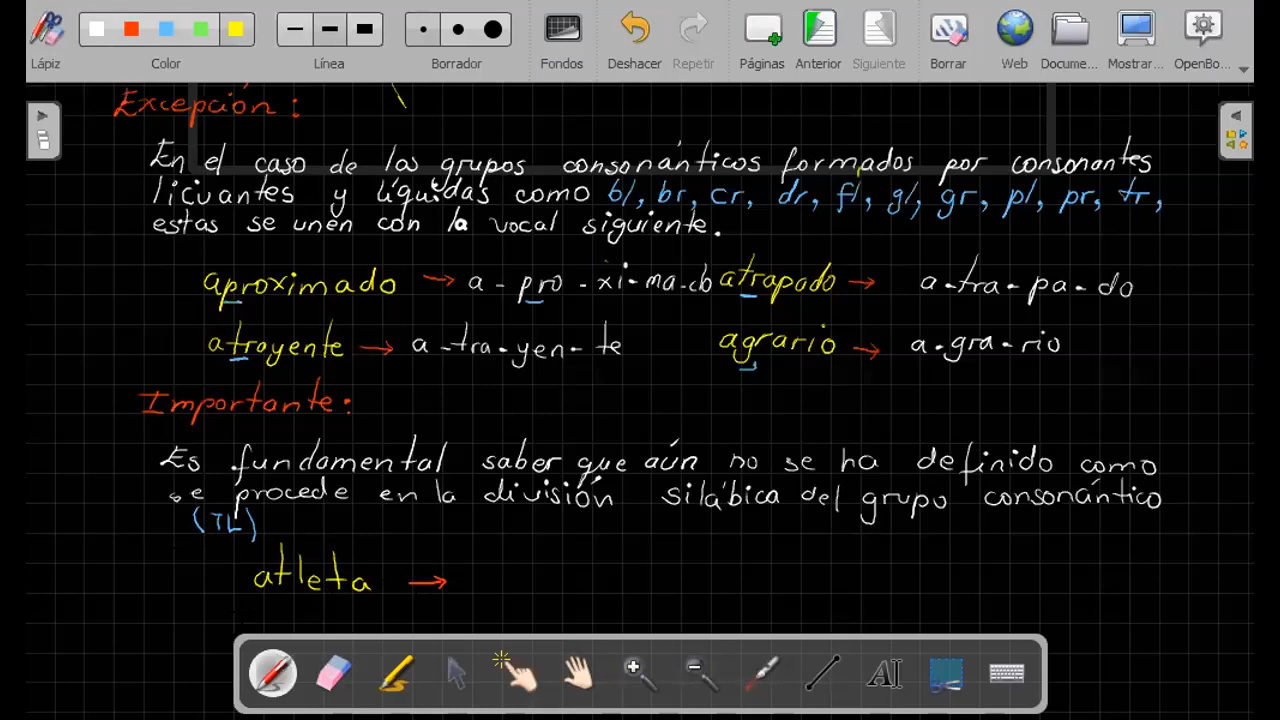 Lápiz Color Línea Borrador Fondos Deshacer Repetir Páginas Anterior Siguiente Borrar Web Docume... Mostrar... OpenBo...
Excepción:
En el caso de los grupos consonánticos formados por consonantes
licuantes y líquidas como bl, br, cr, dr, fl, gl, gr, pl, pr, tr,
estas se unen con la vocal siguiente.
aproximado → a - pro - xi - ma - do atrapado → a - tra - pa - do
atrayente → a - tra - yen - te agrario → a - gra - rio
Importante:
Es fundamental saber que aún no se ha definido como
se procede en la división silábica del grupo consonántico
(TL)
atleta →
AI